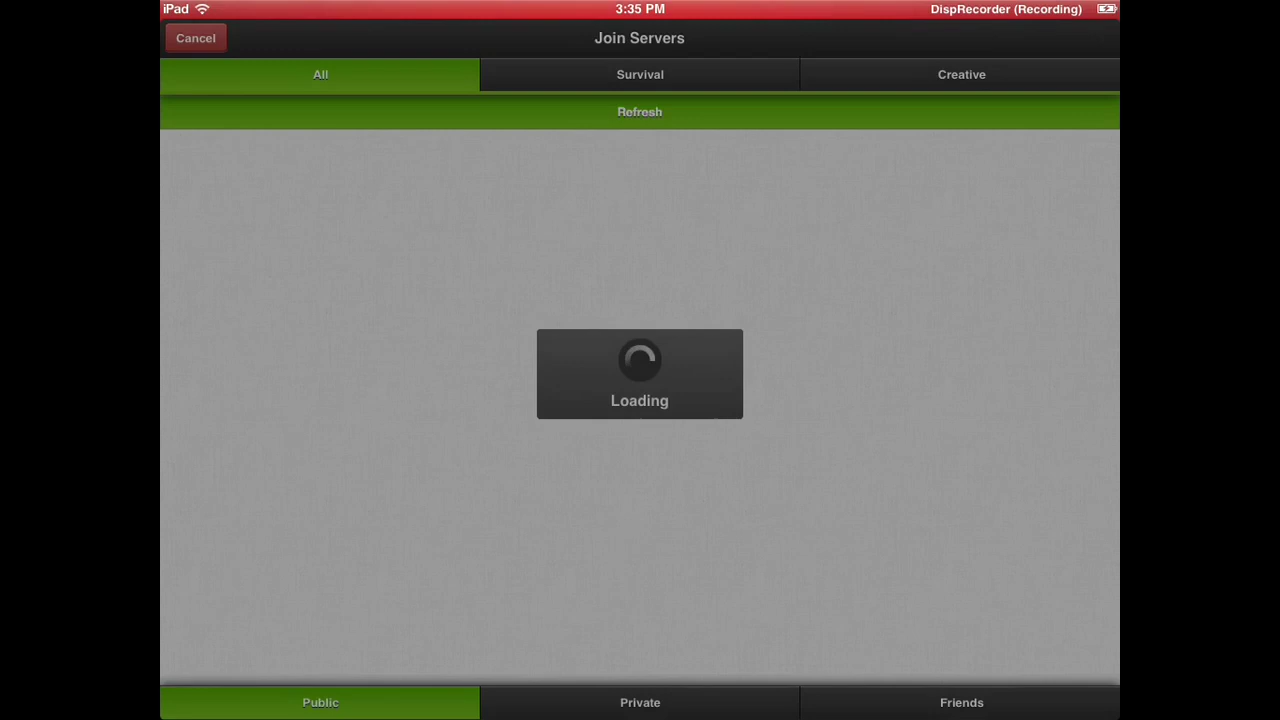 iPad 3:35 PM DispRecorder (Recording)
Cancel Join Servers
All Survival Creative
Refresh
Loading
Public Private Friends